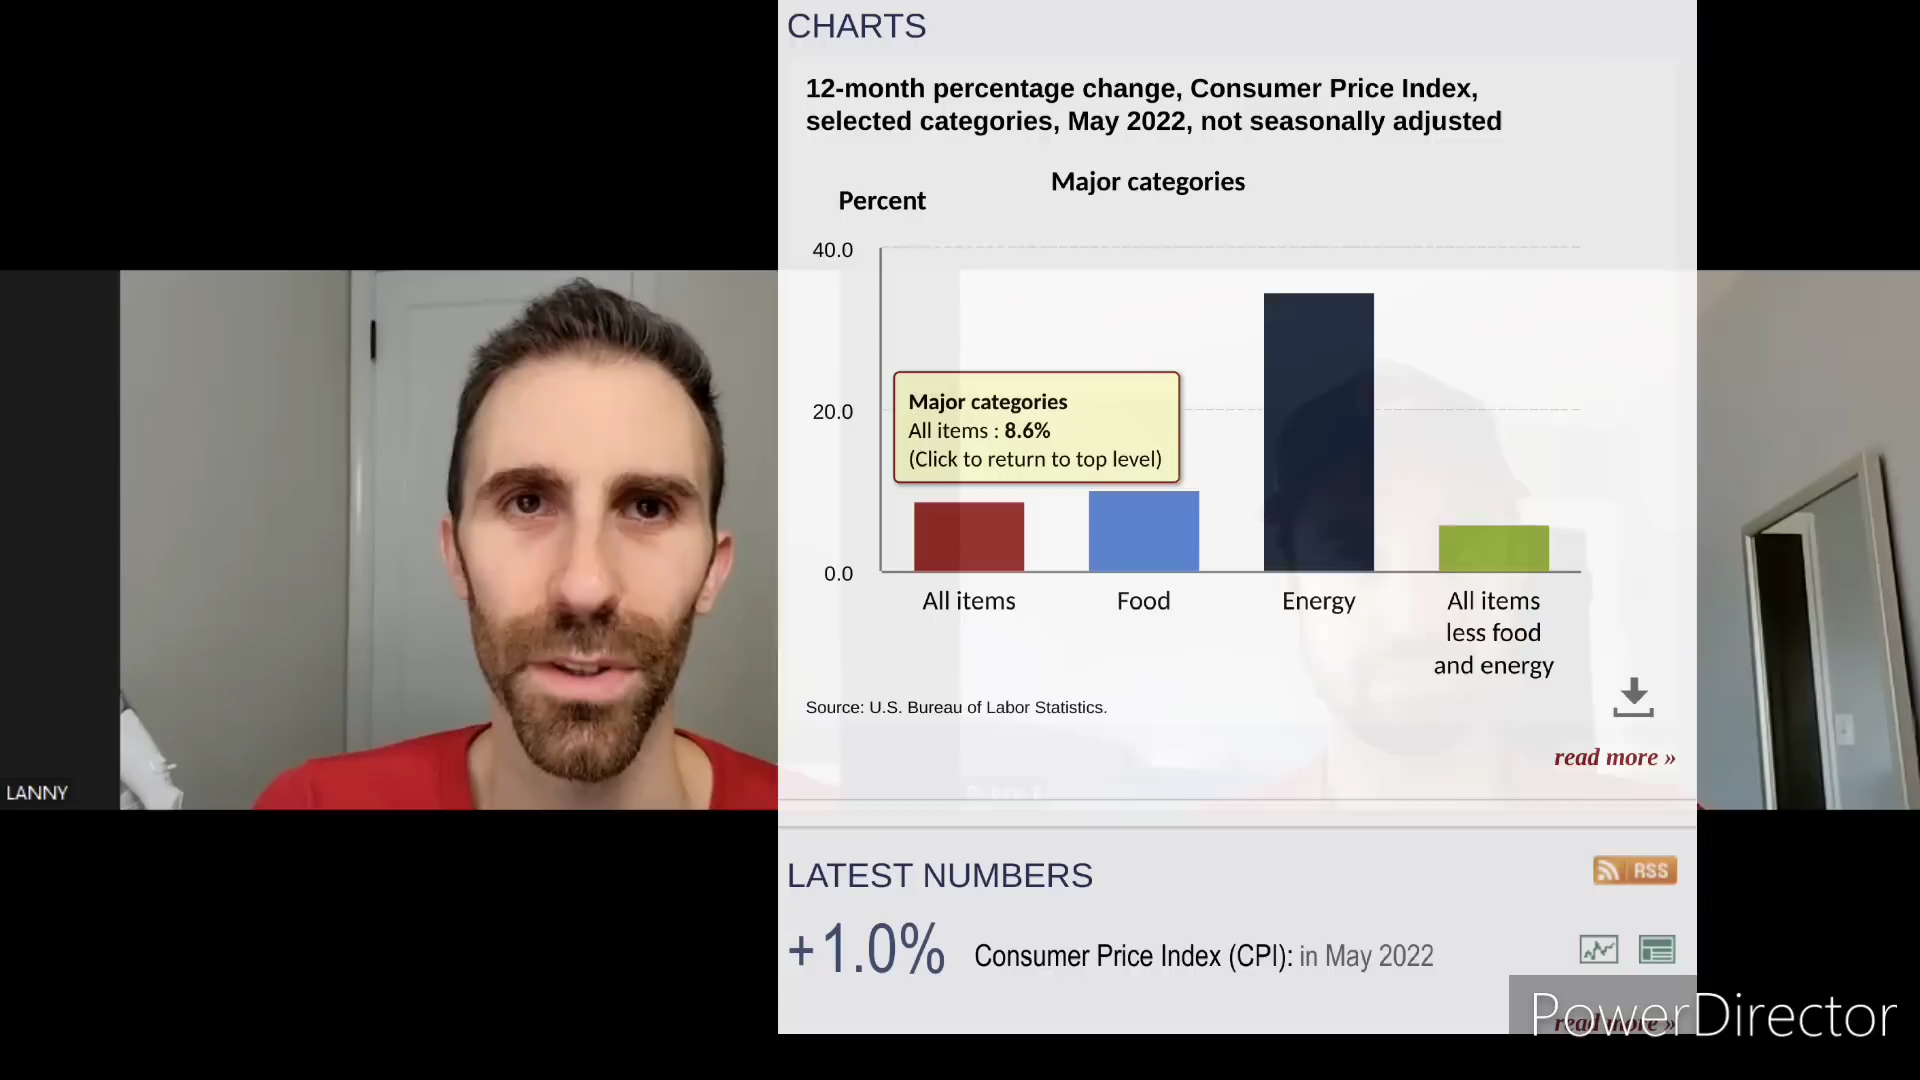 CHARTS
12-month percentage change, Consumer Price Index,
selected categories, May 2022, not seasonally adjusted
Major categories
Percent
40.0
20.0
0.0
Major categories
All items : 8.6%
(Click to return to top level)
All items
Food
Energy
All items
less food
and energy
Source: U.S. Bureau of Labor Statistics.
read more »
LANNY
LATEST NUMBERS
RSS
+1.0%
Consumer Price Index (CPI): in May 2022
read more »
PowerDirector